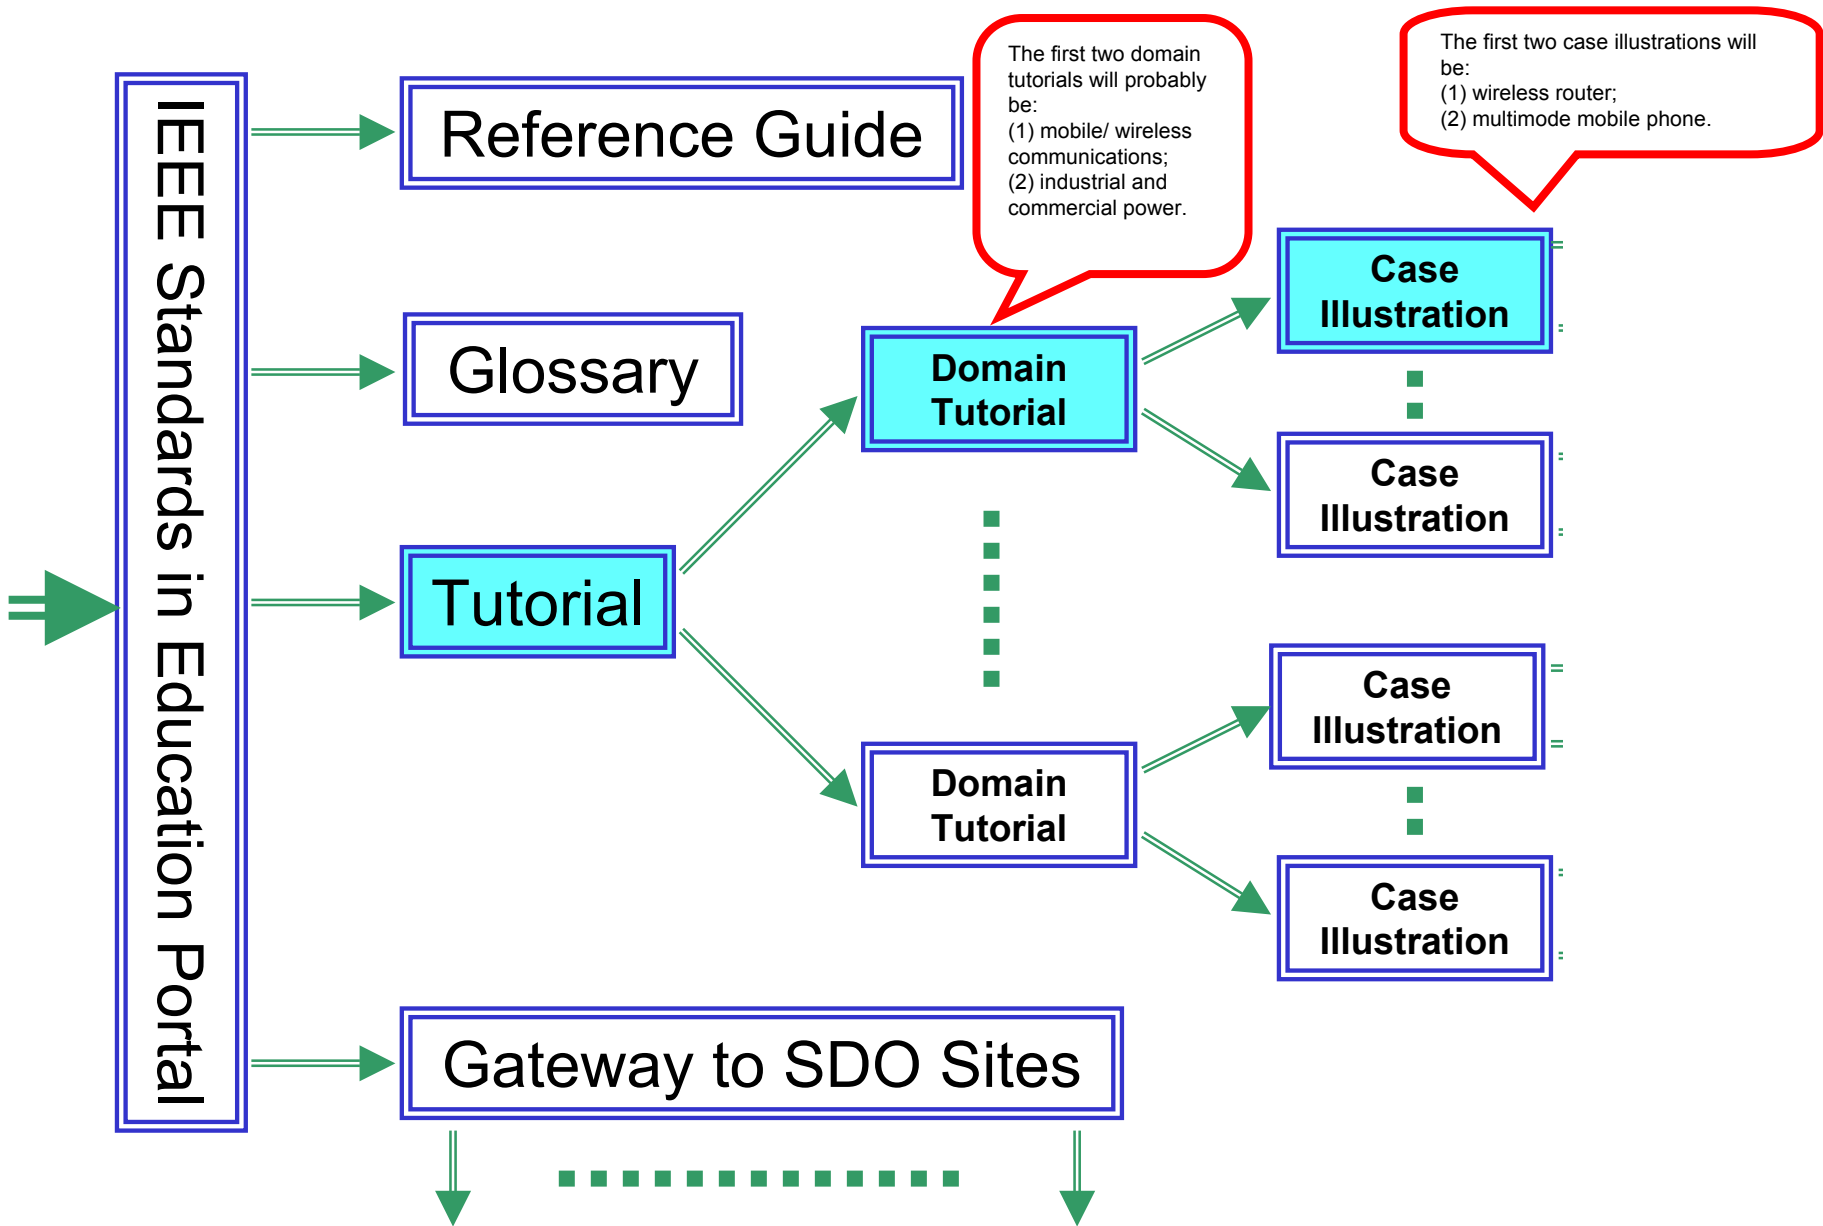 IEEE Standards in Education Portal
Reference Guide
Glossary
Tutorial
Gateway to SDO Sites
The first two domain
tutorials will probably
be:
(1) mobile/ wireless
communications;
(2) industrial and
commercial power.
Domain
Tutorial
Domain
Tutorial
The first two case illustrations will
be:
(1) wireless router;
(2) multimode mobile phone.
Case
Illustration
Case
Illustration
Case
Illustration
Case
Illustration